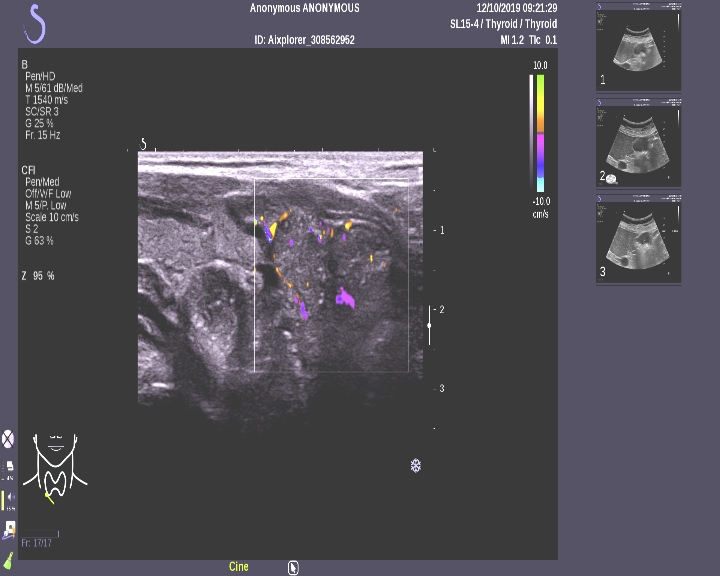 Anonymous ANONYMOUS
12/10/2019 09:21:29
SL15-4 / Thyroid / Thyroid
ID: Aixplorer_308562952
MI 1.2 TIc 0.1
B
Pen/HD
M 5/61 dB/Med
T 1540 m/s
SC/SR 3
G 25 %
Fr. 15 Hz
CFI
Pen/Med
Off/WF Low
M 5/P. Low
Scale 10 cm/s
S 2
G 63 %
Z 95 %
10.0
-10.0
cm/s
1
2
3
1
2
3
Fr: 17/17
Cine